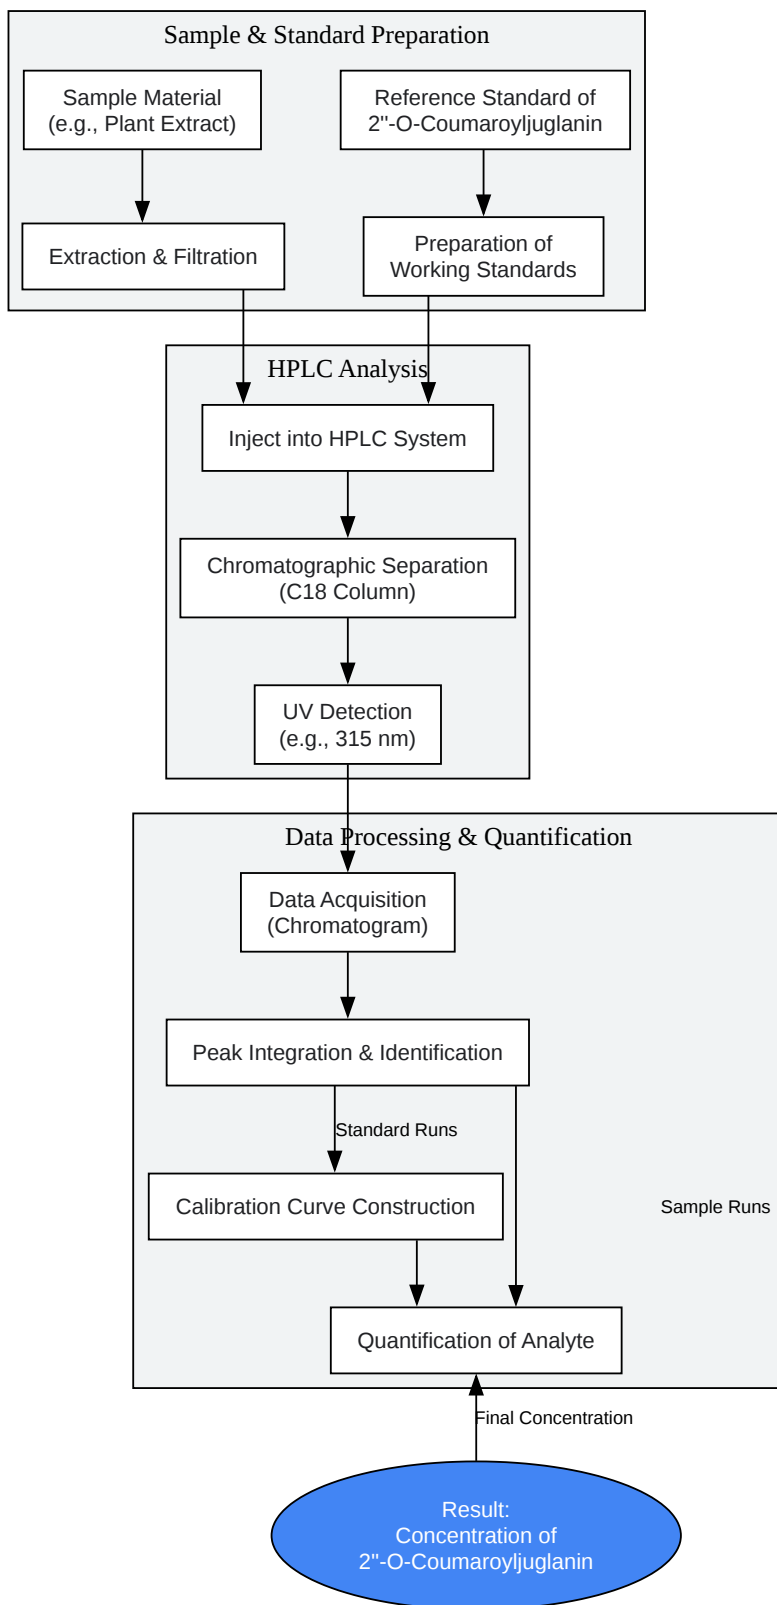 Sample & Standard Preparation
Sample Material
(e.g., Plant Extract)
Reference Standard of
2"-O-Coumaroyljuglanin
Extraction & Filtration
Preparation of
Working Standards
HPLC Analysis
Inject into HPLC System
Chromatographic Separation
(C18 Column)
UV Detection
(e.g., 315 nm)
Data Processing & Quantification
Data Acquisition
(Chromatogram)
Peak Integration & Identification
Standard Runs
Calibration Curve Construction
Sample Runs
Quantification of Analyte
Final Concentration
Result:
Concentration of
2"-O-Coumaroyljuglanin